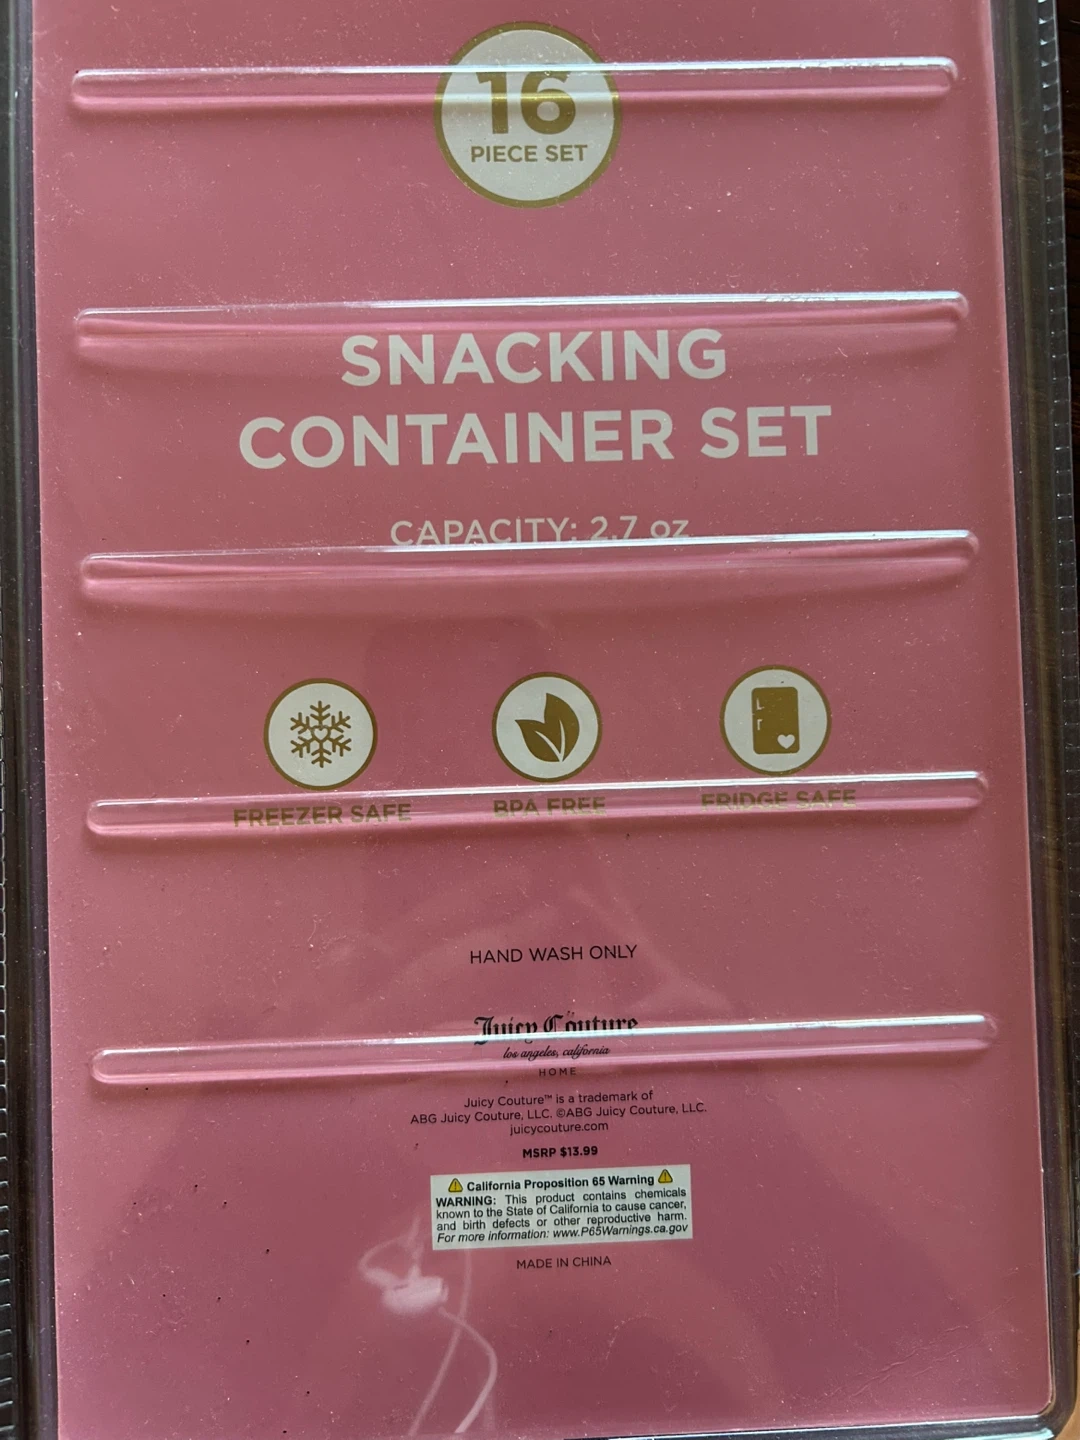 16
PIECE SET
SNACKING
CONTAINER SET
CAPACITY: 2.7 oz
FREEZER SAFE
BPA FREE
FRIDGE SAFE
HAND WASH ONLY
Juicy Couture
los angeles, california
HOME
Juicy Couture™ is a trademark of
ABG Juicy Couture, LLC. ©ABG Juicy Couture, LLC.
juicycouture.com
MSRP $13.99
California Proposition 65 Warning
WARNING: This product contains chemicals
known to the State of California to cause cancer,
and birth defects or other reproductive harm.
For more information: www.P65Warnings.ca.gov
MADE IN CHINA